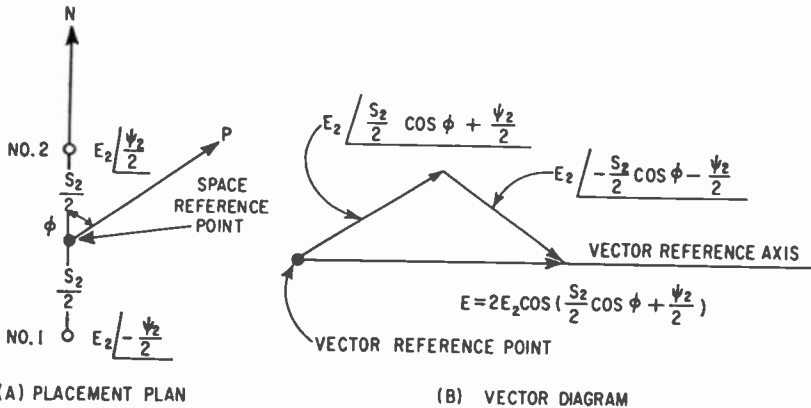 N
NO. 2 E₂ /ψ₂/2
P
S₂/2
SPACE
REFERENCE
POINT
φ
S₂/2
NO. 1 E₂ /-ψ₂/2
(A) PLACEMENT PLAN
E₂ /S₂/2 COS φ + ψ₂/2
E₂ /-S₂/2 COS φ - ψ₂/2
VECTOR REFERENCE AXIS
E = 2E₂ COS (S₂/2 COS φ + ψ₂/2)
VECTOR REFERENCE POINT
(B) VECTOR DIAGRAM